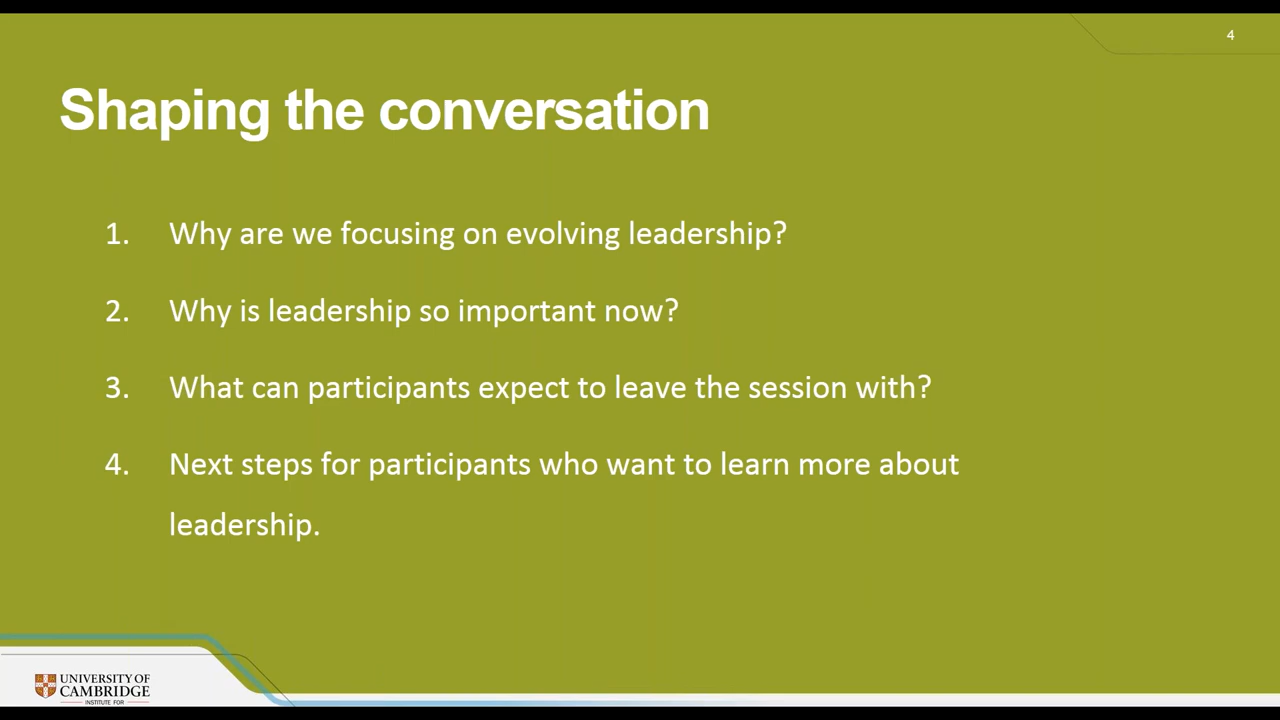 4
Shaping the conversation
1. Why are we focusing on evolving leadership?
2. Why is leadership so important now?
3. What can participants expect to leave the session with?
4. Next steps for participants who want to learn more about
leadership.
UNIVERSITY OF
CAMBRIDGE
INSTITUTE FOR